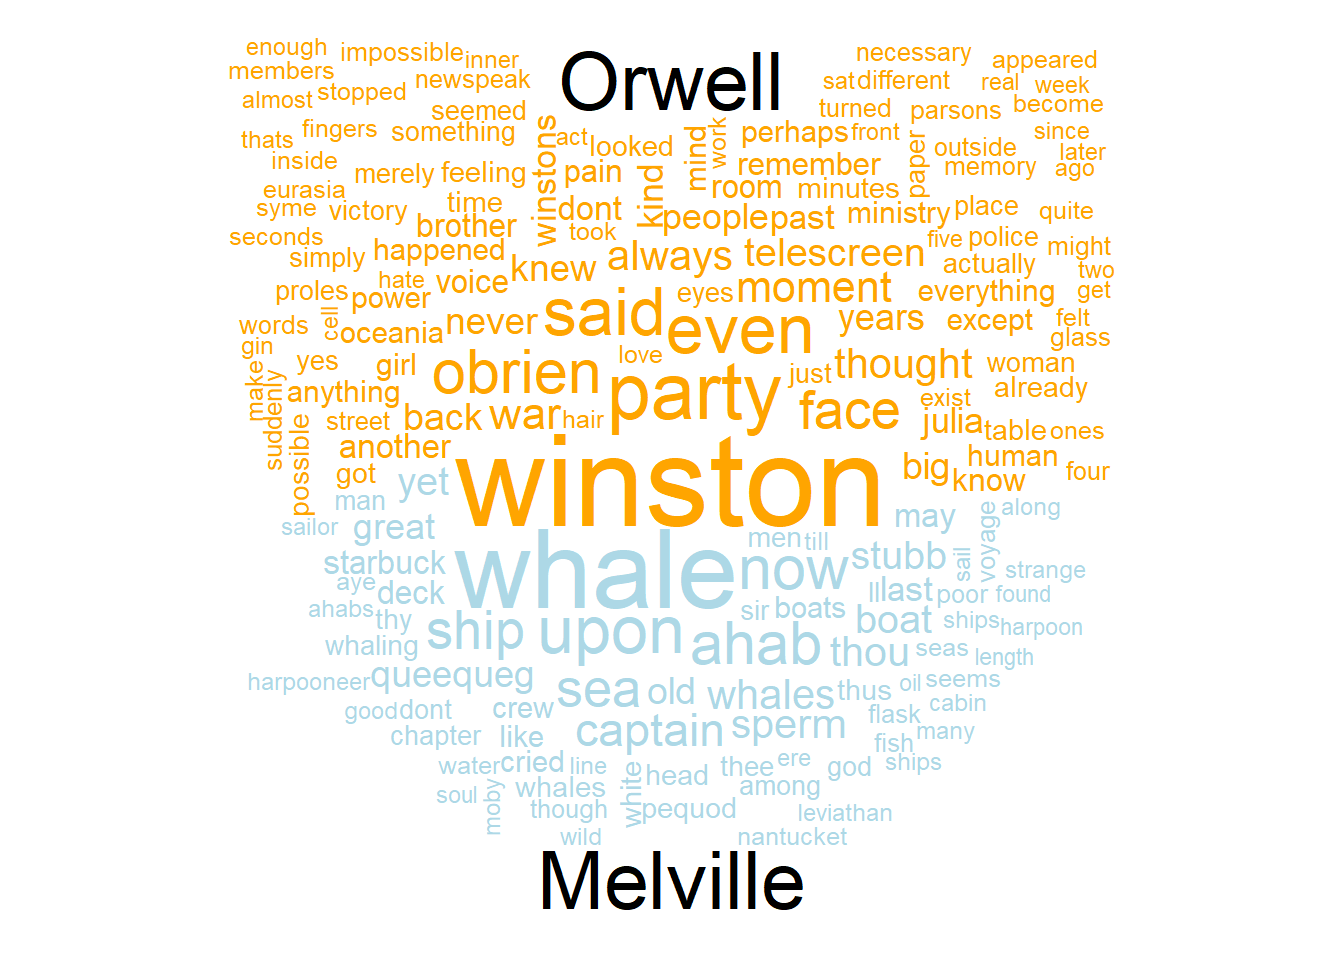 Orwell
enough impossible inner necessary appeared
members newspeak sat different real week
almost stopped seemed turned parsons become
thats fingers something winstons act looked mind work perhaps front paper outside since later
inside merely feeling pain kind room remember minutes memory ago
eurasia syme victory time brother dont took people past ministry place quite
seconds simply happened knew always telescreen five police might
proles hate power voice eyes moment actually everything two get
words cell oceania never said even years except felt glass
gin yes girl obrien love party just thought woman
make suddenly anything street back war hair face exist already
possible another julia table ones
got winston big know human four
yet man
sailor great whale now men till may stubb sail voyage along
starbuck strange
aye deck ll last poor found
ahabs thy ship upon ahab sir boats boat ships harpoon
whaling thou seas length
harpooneer queequeg sea old whales thus oil seems
good dont crew captain sperm flask cabin
chapter like fish many
water cried line white head thee ere god ships
soul moby whales though pequod among leviathan
wild nantucket
Melville